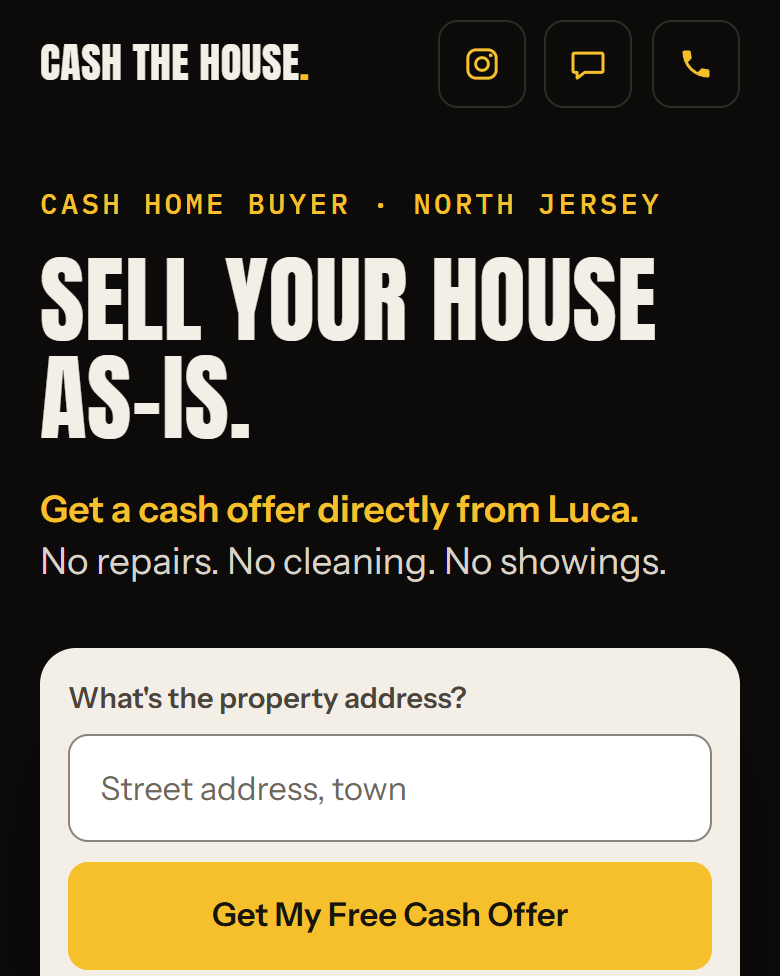 CASH THE HOUSE.
CASH HOME BUYER · NORTH JERSEY
SELL YOUR HOUSE
AS-IS.
Get a cash offer directly from Luca.
No repairs. No cleaning. No showings.
What's the property address?
Street address, town
Get My Free Cash Offer